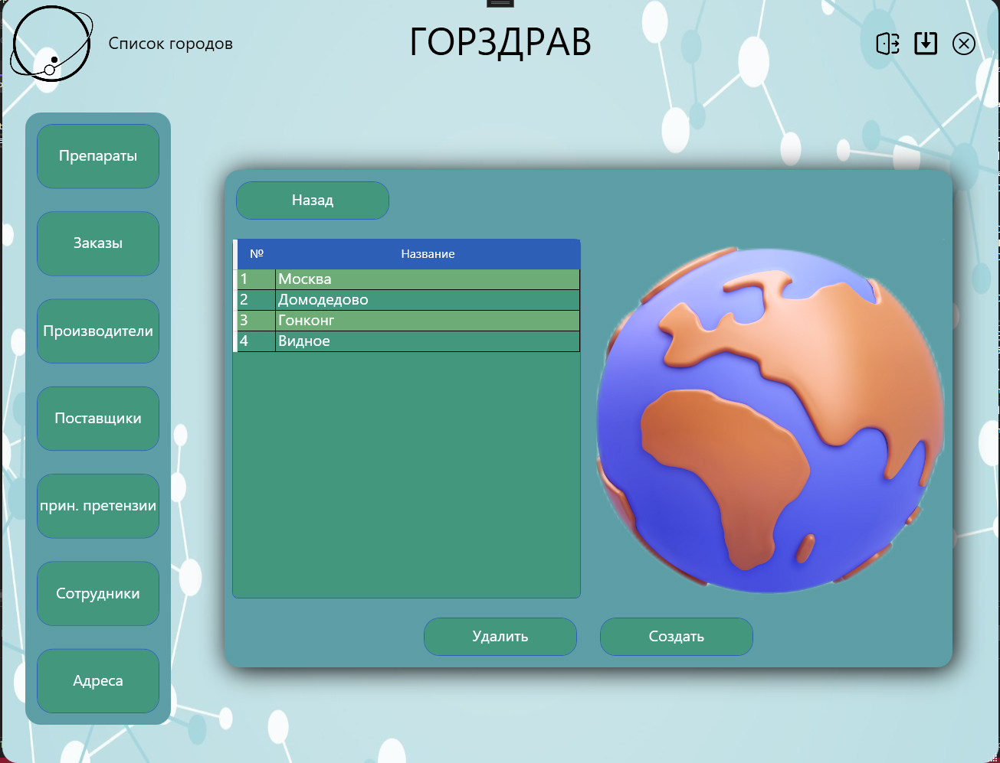 Список городов
ГОРЗДРАВ
Препараты
Заказы
Производители
Поставщики
прин. претензии
Сотрудники
Адреса
Назад
№ Название
1 Москва
2 Домодедово
3 Гонконг
4 Видное
Удалить
Создать